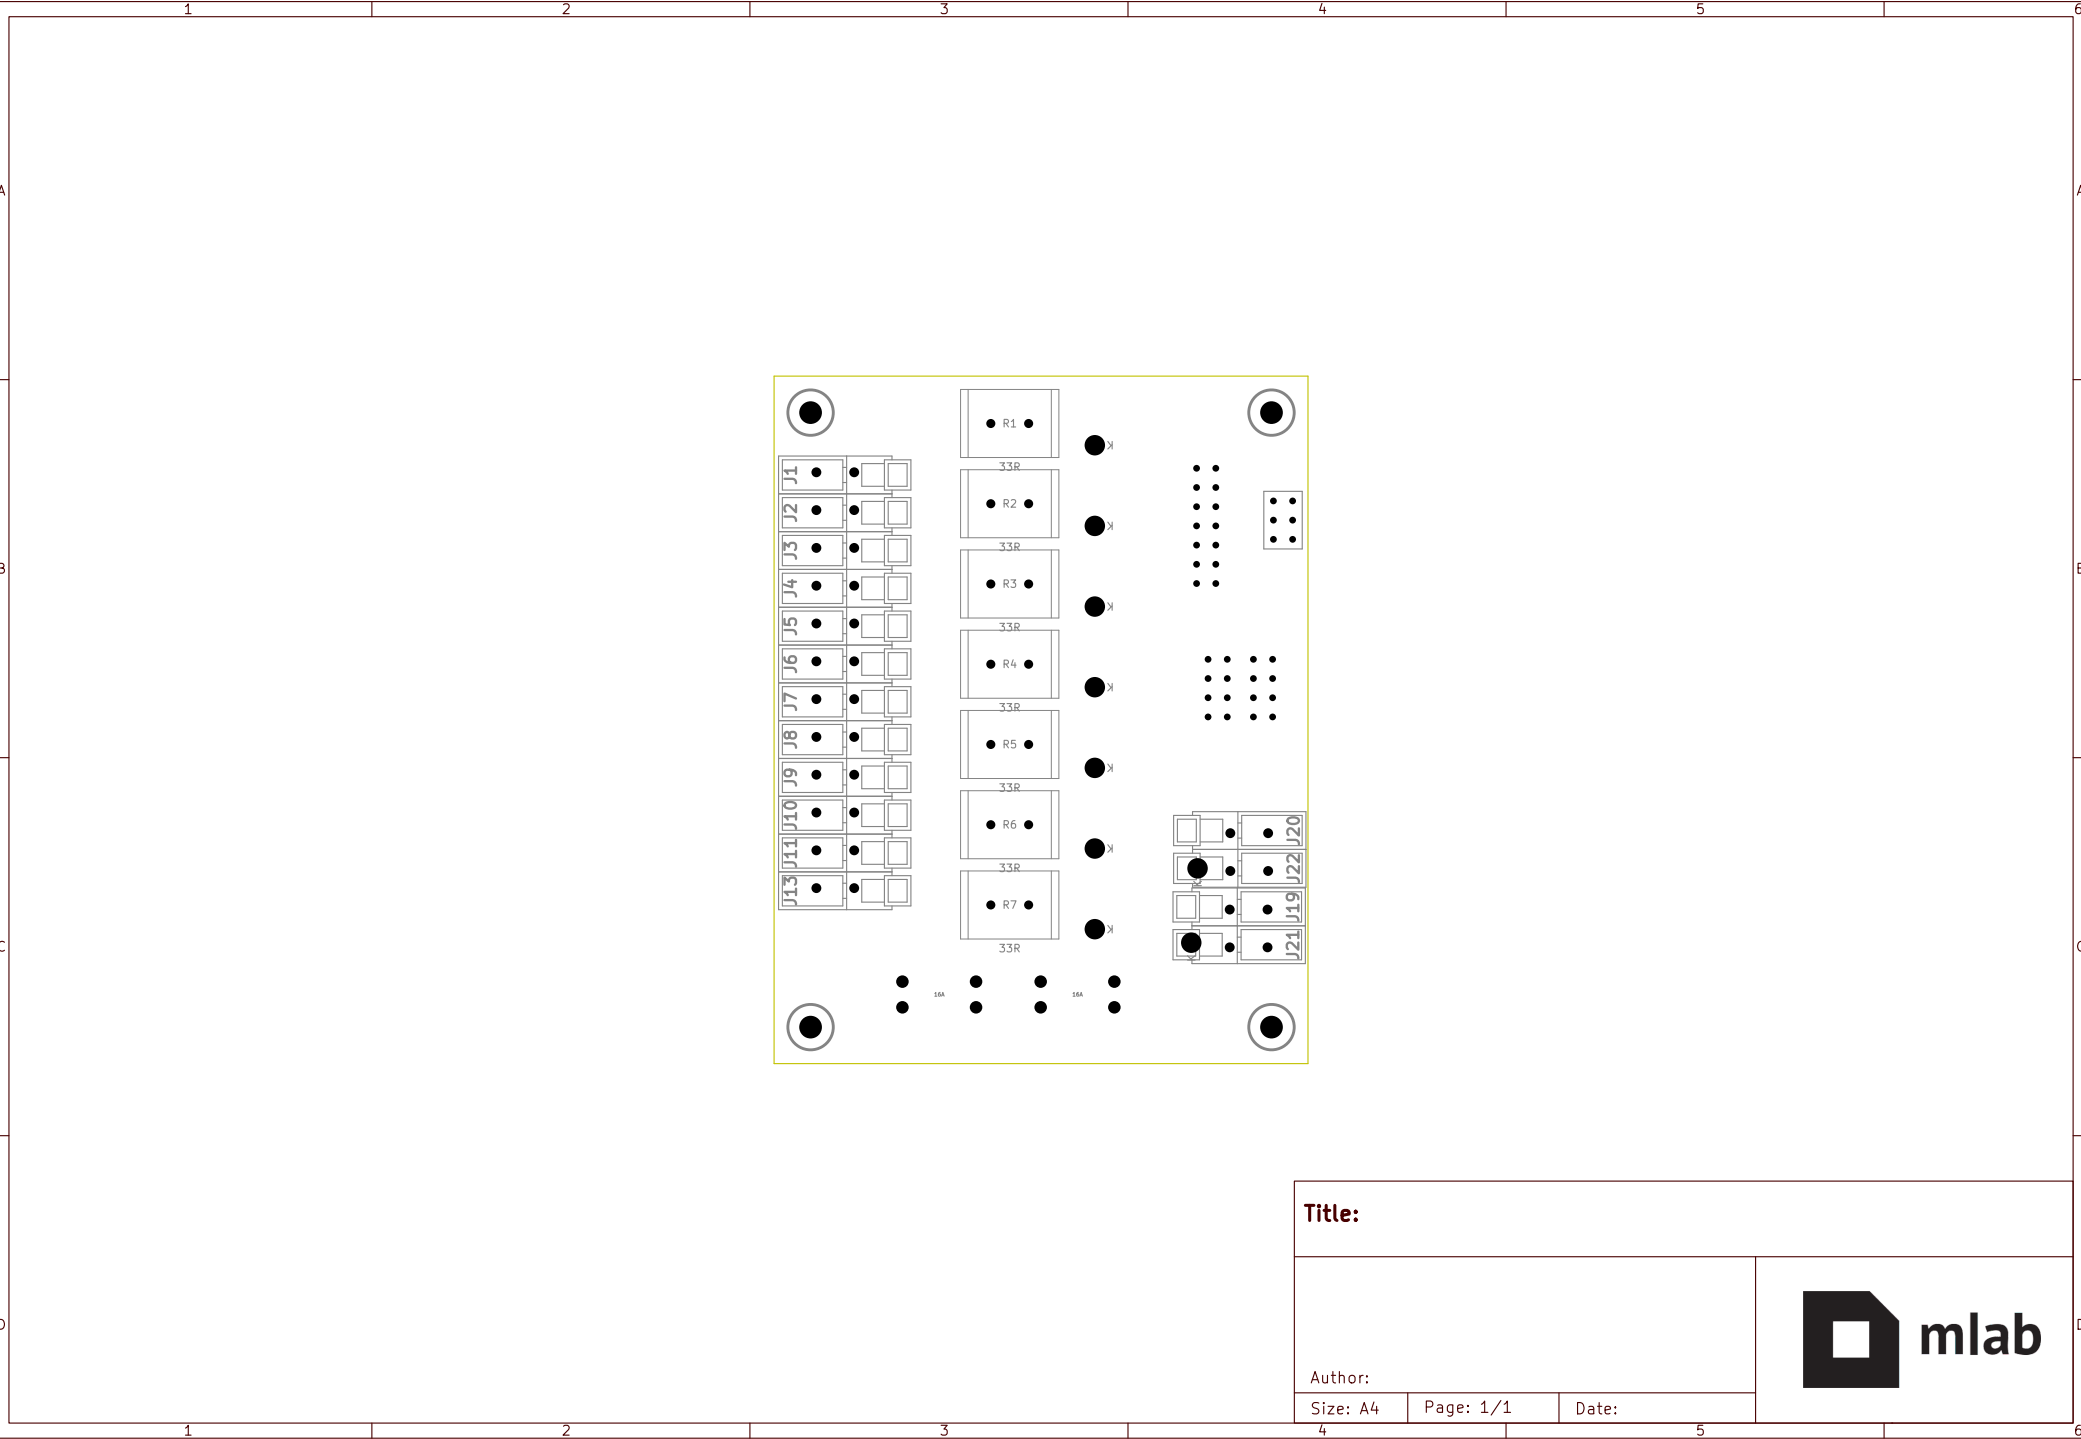 1 2 3 4 5 6
A A
B B
C C
D D
J1
J2
J3
J4
J5
J6
J7
J8
J9
J10
J11
J13
R1
33R
R2
33R
R3
33R
R4
33R
R5
33R
R6
33R
R7
33R
K
K
K
K
K
K
K
J20
J22
K
J19
J21
K
16A 16A
Title:
Author:
Size: A4 Page: 1/1 Date:
mlab
1 2 3 4 5 6